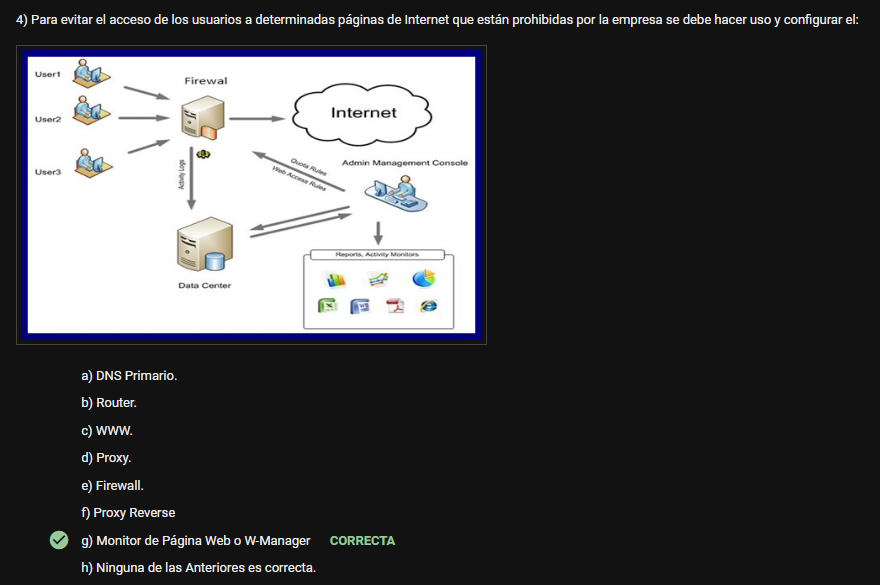 4) Para evitar el acceso de los usuarios a determinadas páginas de Internet que están prohibidas por la empresa se debe hacer uso y configurar el:
User1
Firewal
User2
Internet
User3
Activity Logs
Quota Rules
Web Access Rules
Admin Management Console
Reports, Activity Monitors
Data Center
a) DNS Primario.
b) Router.
c) WWW.
d) Proxy.
e) Firewall.
f) Proxy Reverse
g) Monitor de Página Web o W-Manager CORRECTA
h) Ninguna de las Anteriores es correcta.